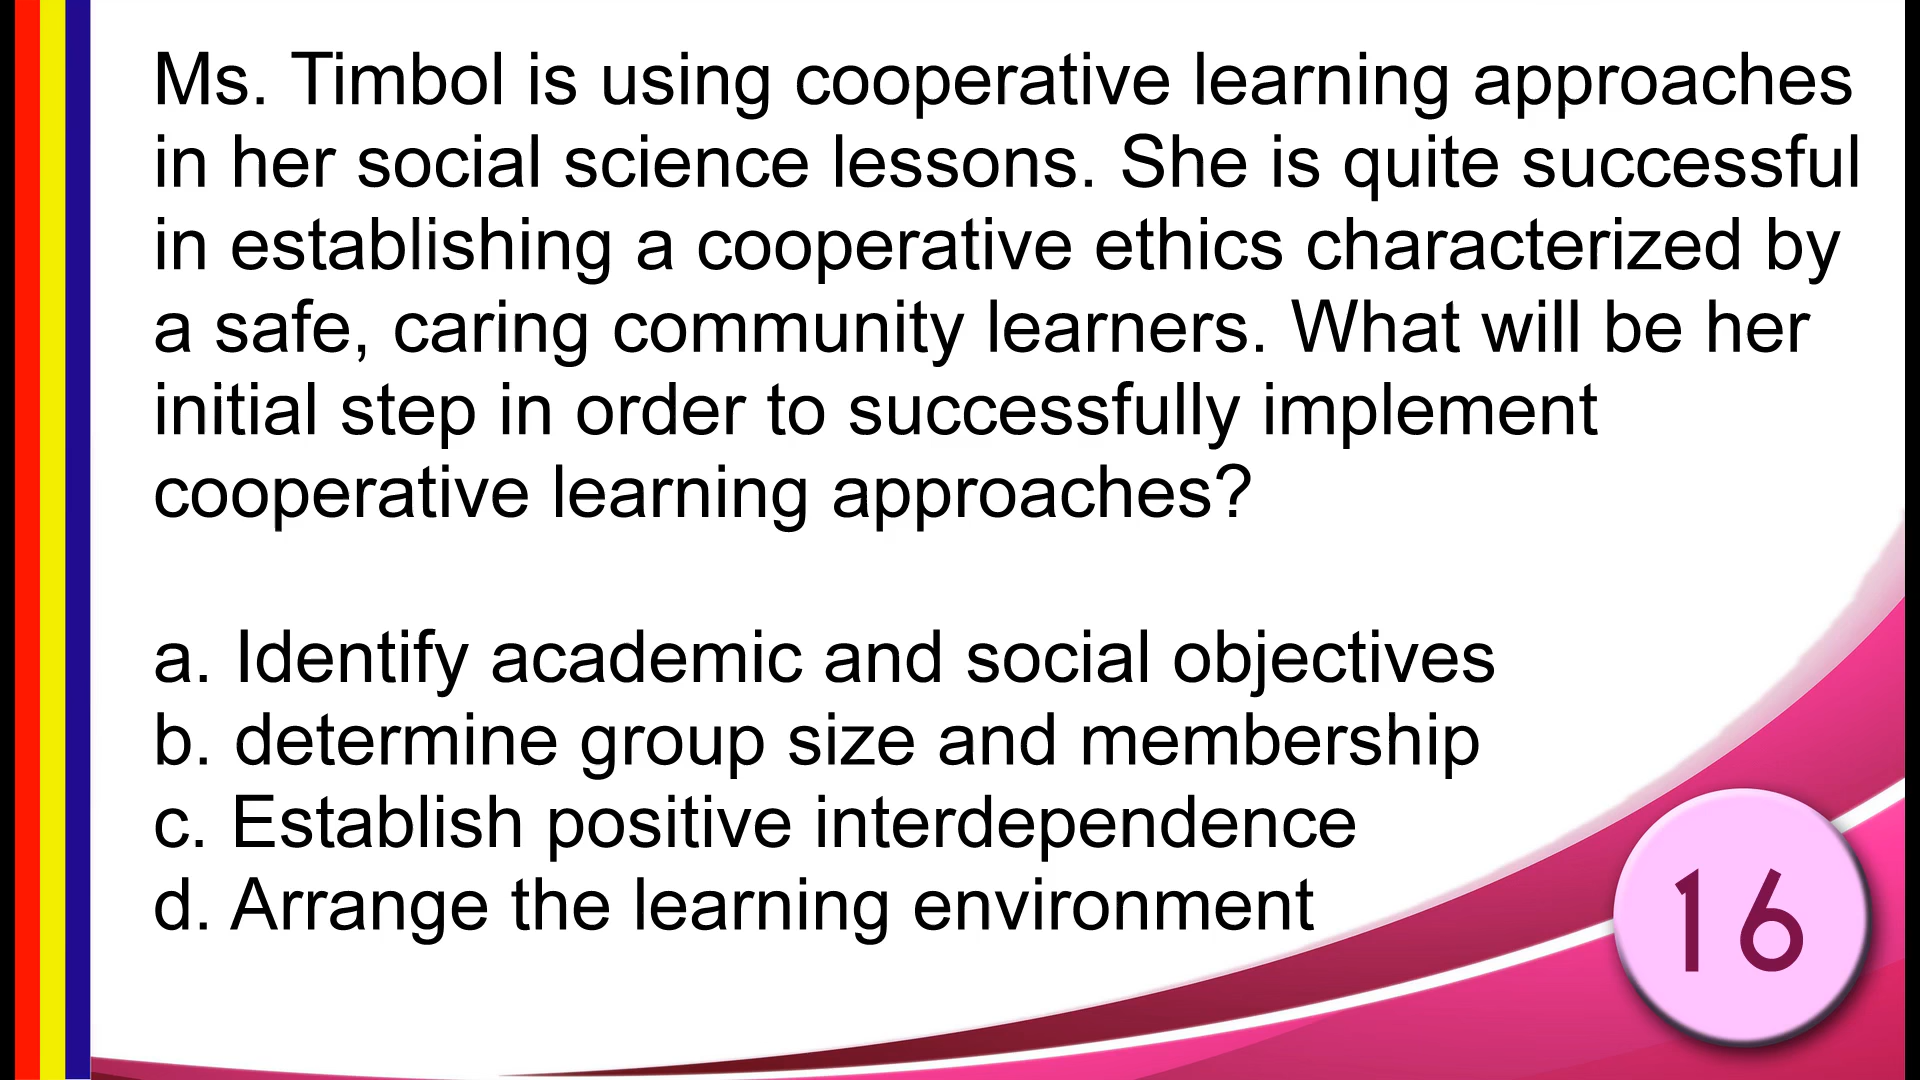 Ms. Timbol is using cooperative learning approaches
in her social science lessons. She is quite successful
in establishing a cooperative ethics characterized by
a safe, caring community learners. What will be her
initial step in order to successfully implement
cooperative learning approaches?
a. Identify academic and social objectives
b. determine group size and membership
c. Establish positive interdependence
d. Arrange the learning environment
16